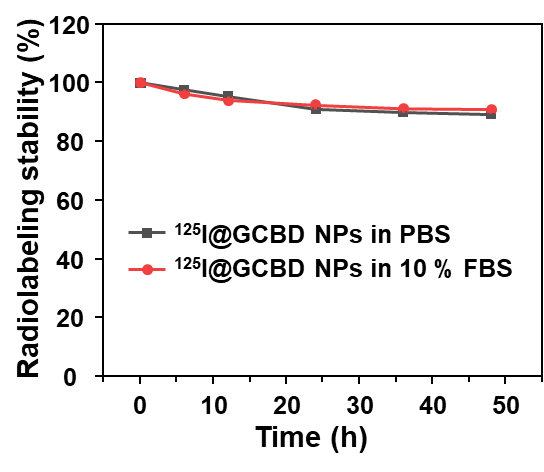 Radiolabeling stability (%)
120
100
80
60
40
20
0
¹²⁵I@GCBD NPs in PBS
¹²⁵I@GCBD NPs in 10 % FBS
0 10 20 30 40 50
Time (h)